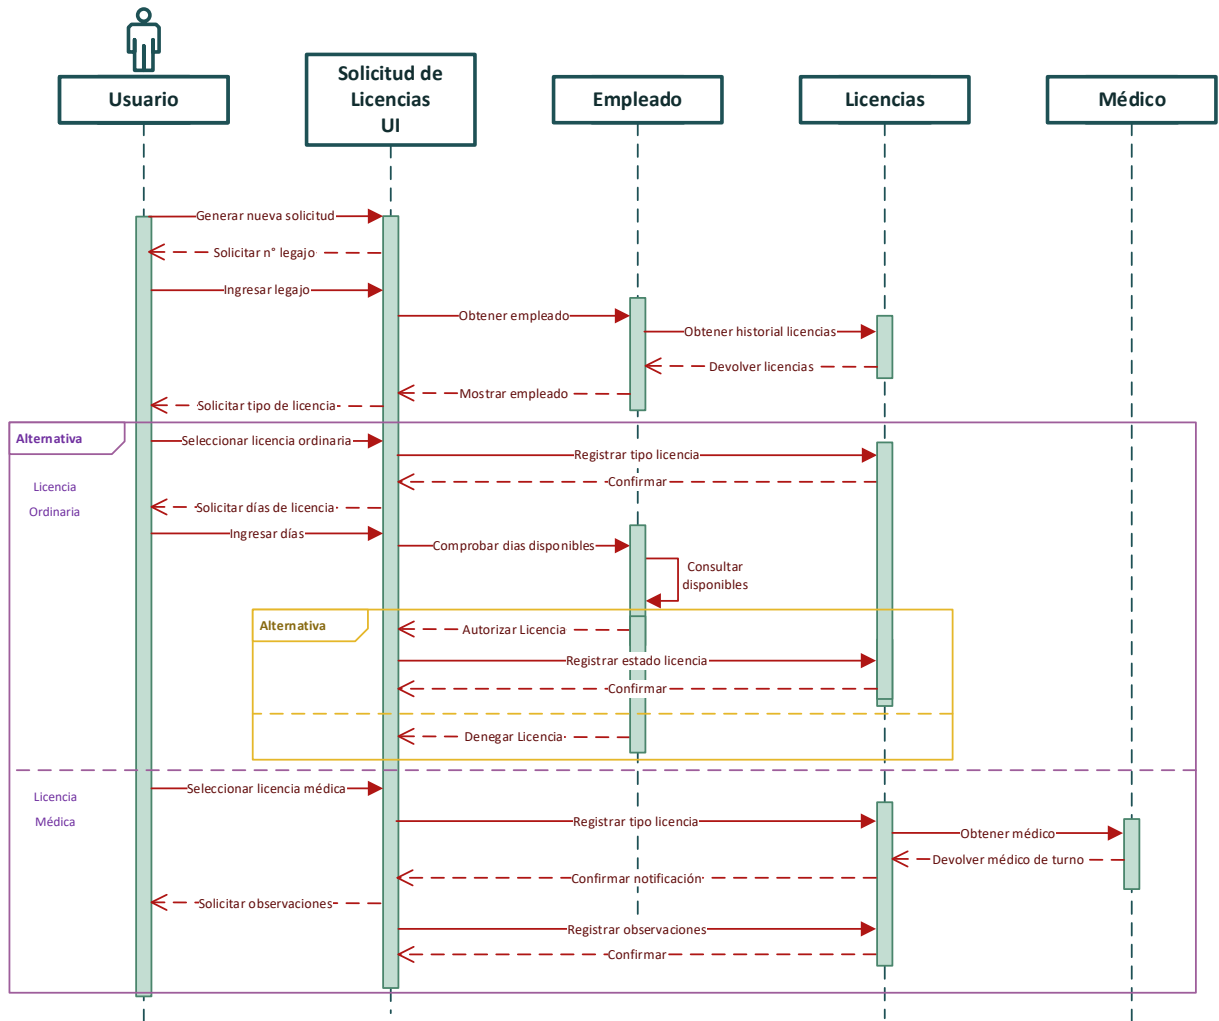 Usuario
Solicitud de
Licencias
UI
Empleado
Licencias
Médico
Generar nueva solicitud
Solicitar n° legajo
Ingresar legajo
Obtener empleado
Obtener historial licencias
Devolver licencias
Mostrar empleado
Solicitar tipo de licencia
Alternativa
Seleccionar licencia ordinaria
Registrar tipo licencia
Licencia
Ordinaria
Confirmar
Solicitar días de licencia
Ingresar días
Comprobar dias disponibles
Consultar
disponibles
Alternativa
Autorizar Licencia
Registrar estado licencia
Confirmar
Denegar Licencia
Seleccionar licencia médica
Licencia
Médica
Registrar tipo licencia
Obtener médico
Devolver médico de turno
Confirmar notificación
Solicitar observaciones
Registrar observaciones
Confirmar